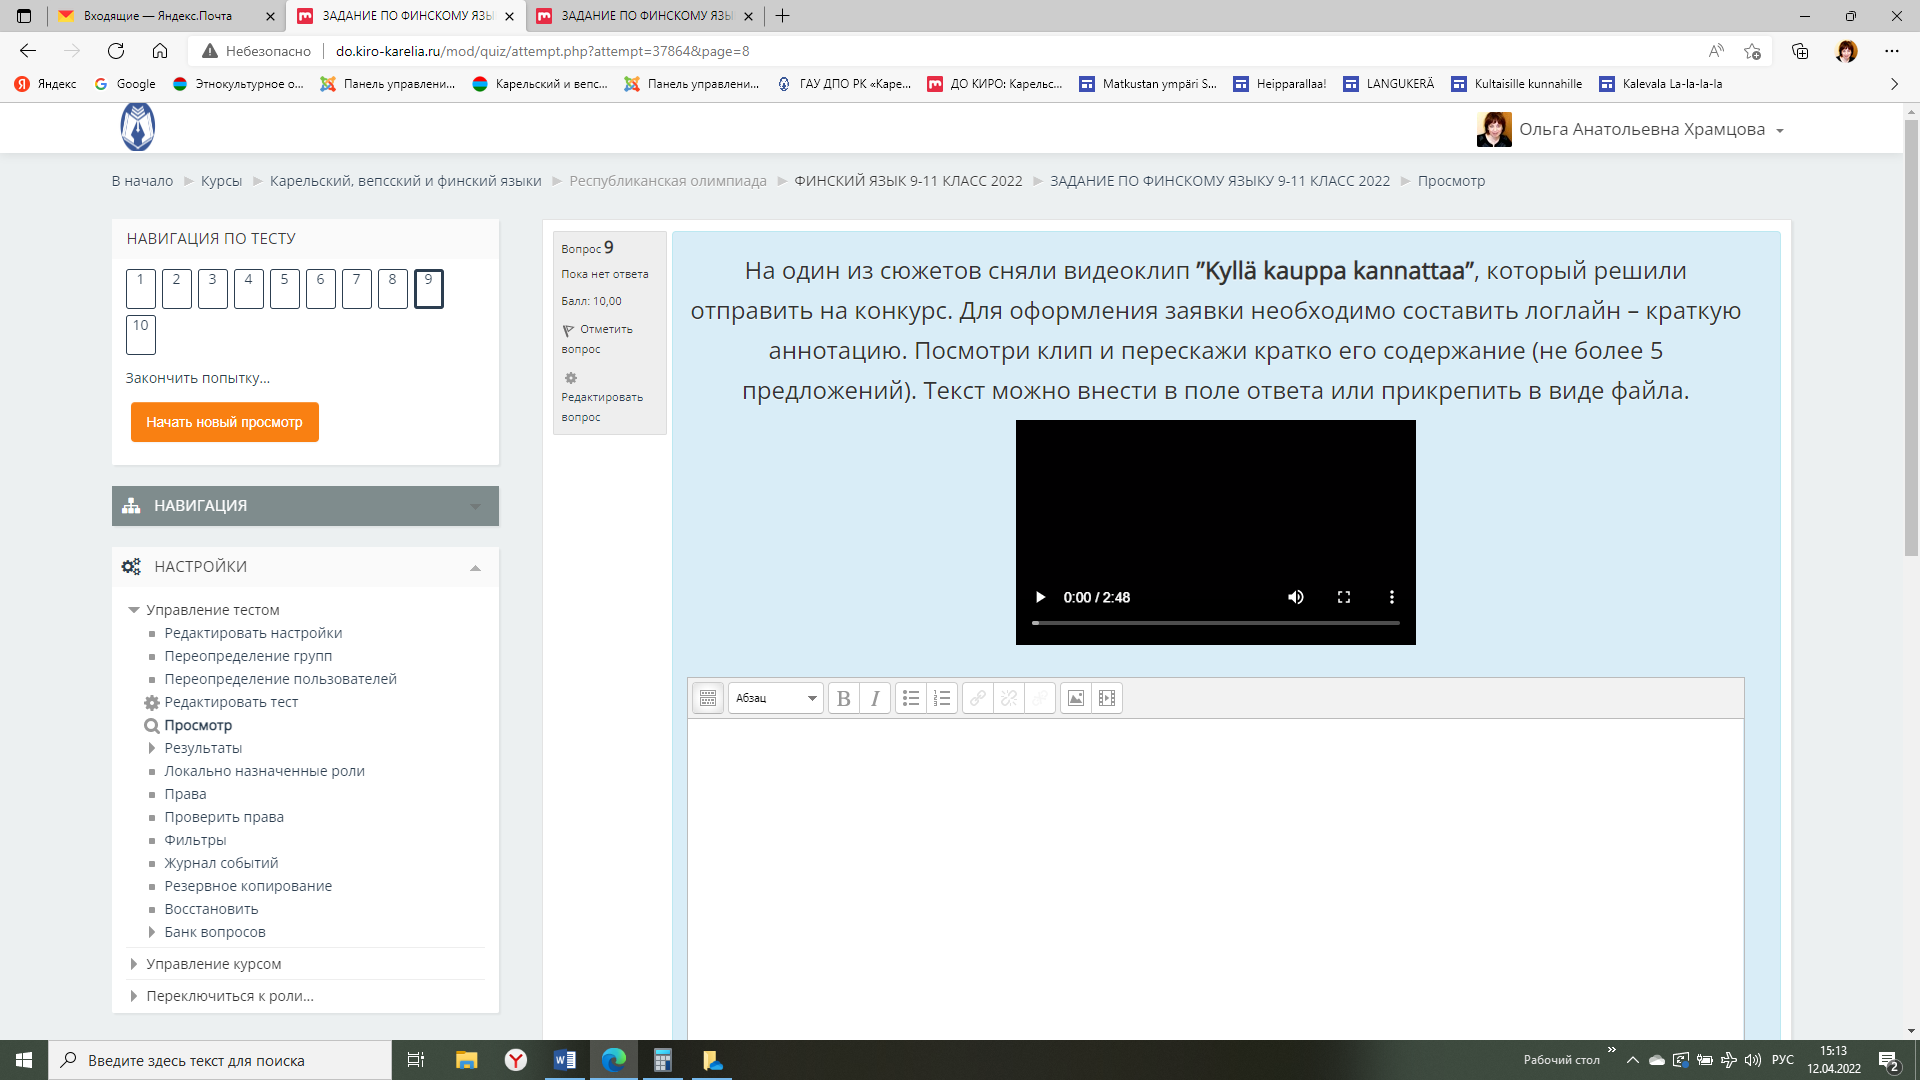 Входящие — Яндекс.Почта
ЗАДАНИЕ ПО ФИНСКОМУ ЯЗЫ
ЗАДАНИЕ ПО ФИНСКОМУ ЯЗЫ
Небезопасно do.kiro-karelia.ru/mod/quiz/attempt.php?attempt=37864&page=8
Яндекс Google Этнокультурное о... Панель управлени... Карельский и вепс... Панель управлени... ГАУ ДПО РК «Каре... ДО КИРО: Карельс... Matkustan ympäri S... Heipparallaa! LANGUKERÄ Kultaisille kunnahille Kalevala La-la-la-la
Ольга Анатольевна Храмцова
В начало Курсы Карельский, вепсский и финский языки Республиканская олимпиада ФИНСКИЙ ЯЗЫК 9-11 КЛАСС 2022 ЗАДАНИЕ ПО ФИНСКОМУ ЯЗЫКУ 9-11 КЛАСС 2022 Просмотр
НАВИГАЦИЯ ПО ТЕСТУ
1 2 3 4 5 6 7 8 9
10
Закончить попытку...
Начать новый просмотр
НАВИГАЦИЯ
НАСТРОЙКИ
Управление тестом
Редактировать настройки
Переопределение групп
Переопределение пользователей
Редактировать тест
Просмотр
Результаты
Локально назначенные роли
Права
Проверить права
Фильтры
Журнал событий
Резервное копирование
Восстановить
Банк вопросов
Управление курсом
Переключиться к роли...
Вопрос 9
Пока нет ответа
Балл: 10,00
Отметить
вопрос
Редактировать
вопрос
На один из сюжетов сняли видеоклип ”Kyllä kauppa kannattaa”, который решили
отправить на конкурс. Для оформления заявки необходимо составить логлайн – краткую
аннотацию. Посмотри клип и перескажи кратко его содержание (не более 5
предложений). Текст можно внести в поле ответа или прикрепить в виде файла.
0:00 / 2:48
Абзац B I
Введите здесь текст для поиска
Рабочий стол
РУС
15:13
12.04.2022
2